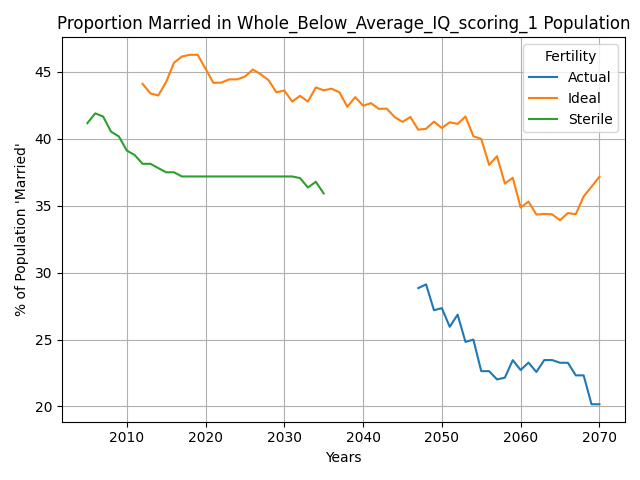 Proportion Married in Whole_Below_Average_IQ_scoring_1 Population
Fertility
Actual
Ideal
Sterile
% of Population 'Married'
45
40
35
30
25
20
2010 2020 2030 2040 2050 2060 2070
Years